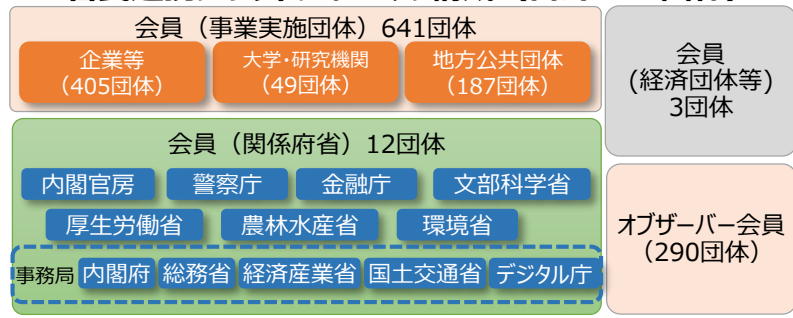 会員（事業実施団体）641団体
企業等
（405団体）
大学・研究機関
（49団体）
地方公共団体
（187団体）
会員
(経済団体等)
3団体
会員（関係府省）12団体
内閣官房 警察庁 金融庁 文部科学省
厚生労働省 農林水産省 環境省
事務局 内閣府 総務省 経済産業省 国土交通省 デジタル庁
オブザーバー会員
（290団体）